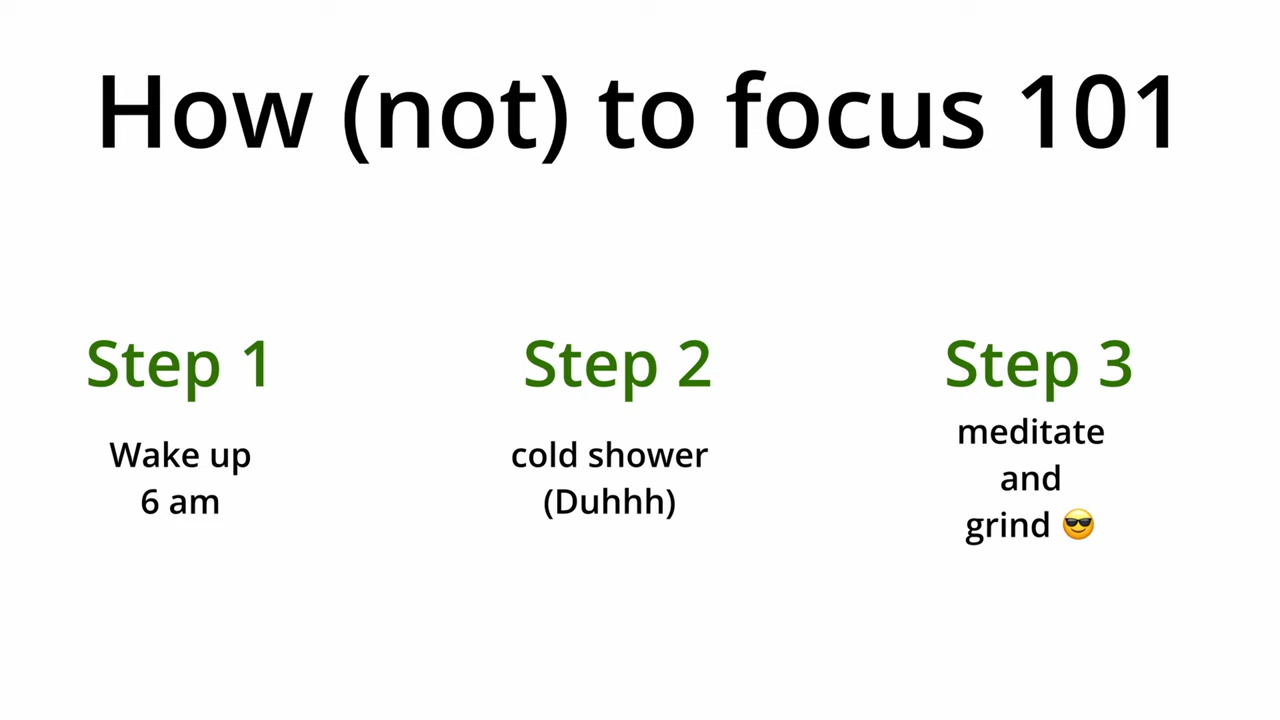 How (not) to focus 101
Step 1
Wake up
6 am
Step 2
cold shower
(Duhhh)
Step 3
meditate
and
grind 😎